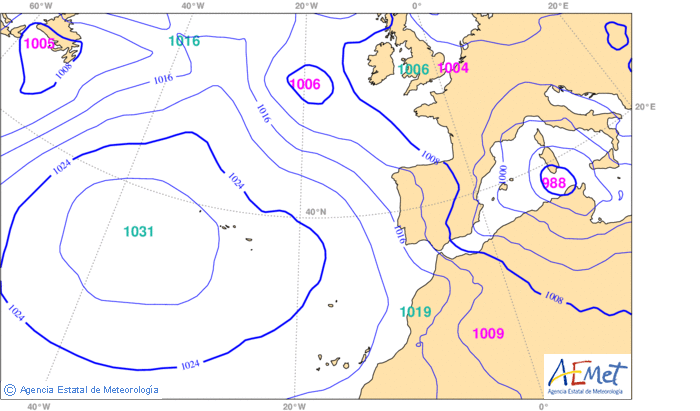 60°W 40°W 20°W 0° 20°E
1005 1016 1006 1006 1004
1008 1016
1016 20°E
1008
1024 1024 1000 988
1031 40°N 1016
1008
1024 1019
1009
1024
AEMet
Agencia Estatal de Meteorología
© Agencia Estatal de Meteorología
40°W 20°W 0°